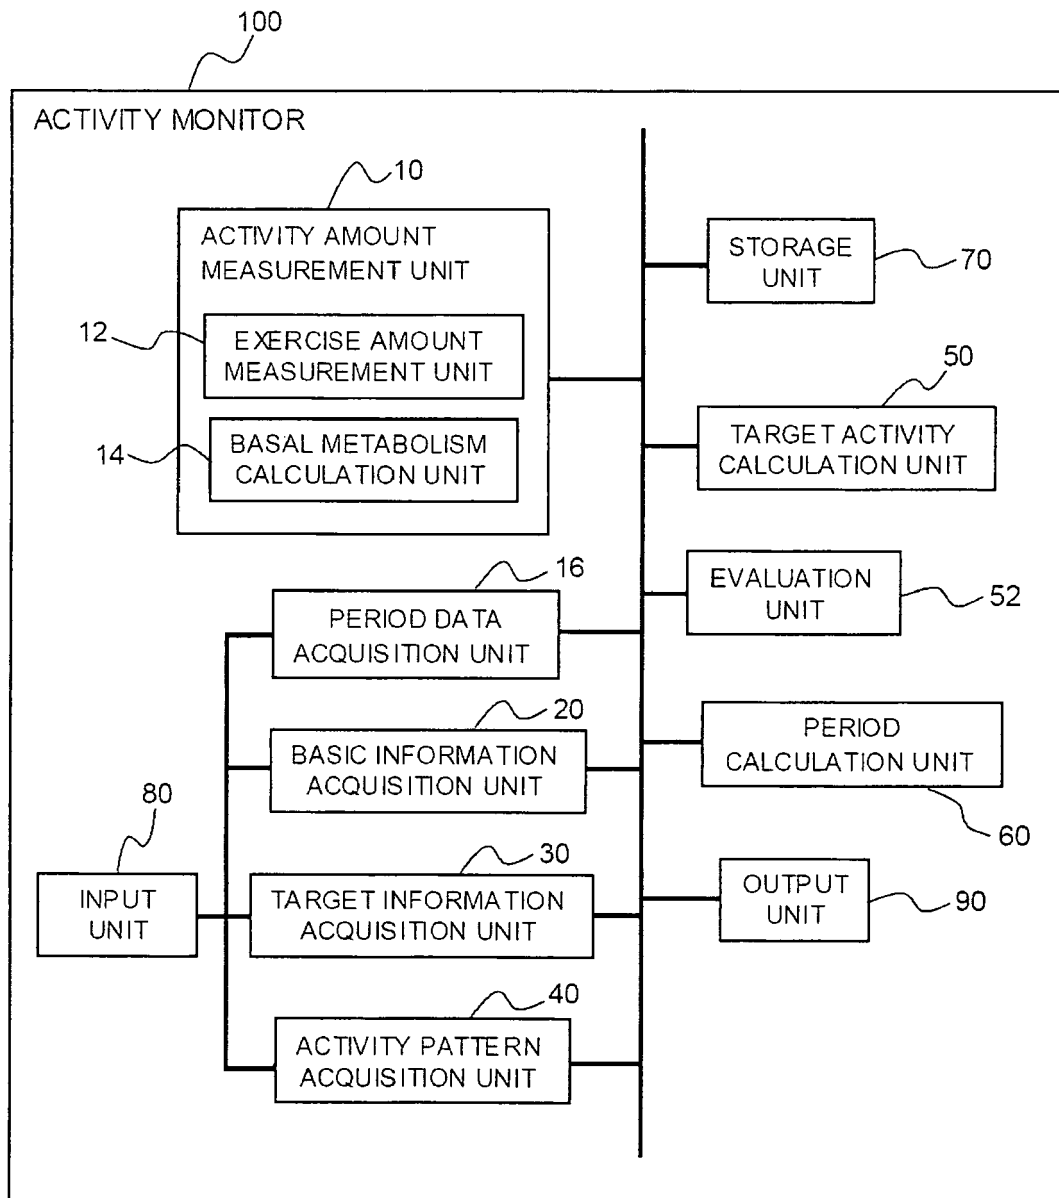 100
ACTIVITY MONITOR
10
ACTIVITY AMOUNT
MEASUREMENT UNIT
12
EXERCISE AMOUNT
MEASUREMENT UNIT
14
BASAL METABOLISM
CALCULATION UNIT
STORAGE
UNIT
70
50
TARGET ACTIVITY
CALCULATION UNIT
16
PERIOD DATA
ACQUISITION UNIT
EVALUATION
UNIT
52
20
BASIC INFORMATION
ACQUISITION UNIT
PERIOD
CALCULATION UNIT
60
80
INPUT
UNIT
30
TARGET INFORMATION
ACQUISITION UNIT
OUTPUT
UNIT
90
40
ACTIVITY PATTERN
ACQUISITION UNIT